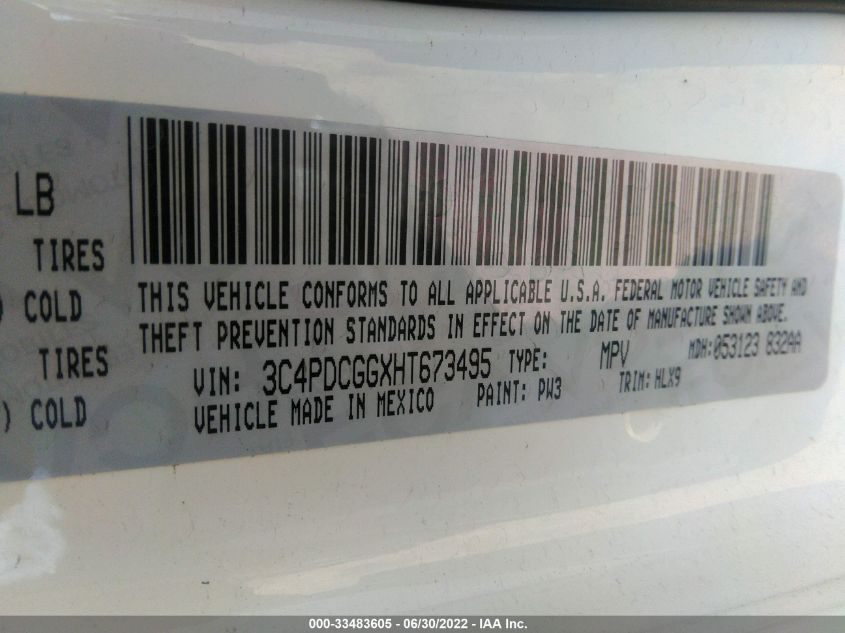 LB
TIRES
) COLD
TIRES
) COLD
THIS VEHICLE CONFORMS TO ALL APPLICABLE U.S.A. FEDERAL MOTOR VEHICLE SAFETY AND
THEFT PREVENTION STANDARDS IN EFFECT ON THE DATE OF MANUFACTURE SHOWN ABOVE.
VIN: 3C4PDCGGXHT673495 TYPE: MPV MDH:053123 832AA
VEHICLE MADE IN MEXICO PAINT: PW3 TRIM: HLX9
000-33483605 - 06/30/2022 - IAA Inc.